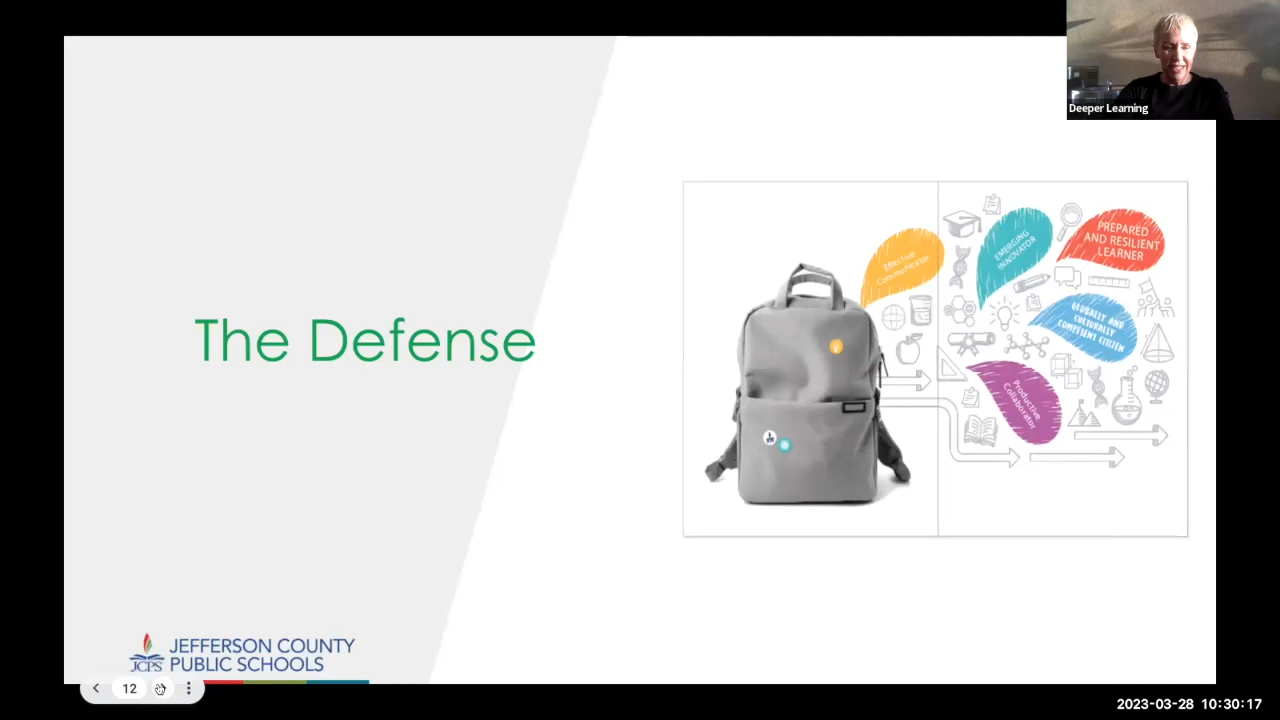 Deeper Learning
The Defense
Effective
Communicator
EMERGING
INNOVATOR
PREPARED
AND RESILIENT
LEARNER
GLOBALLY AND
CULTURALLY
COMPETENT CITIZEN
Productive
Collaborator
JCPS
JEFFERSON COUNTY
PUBLIC SCHOOLS
12
2023-03-28 10:30:17